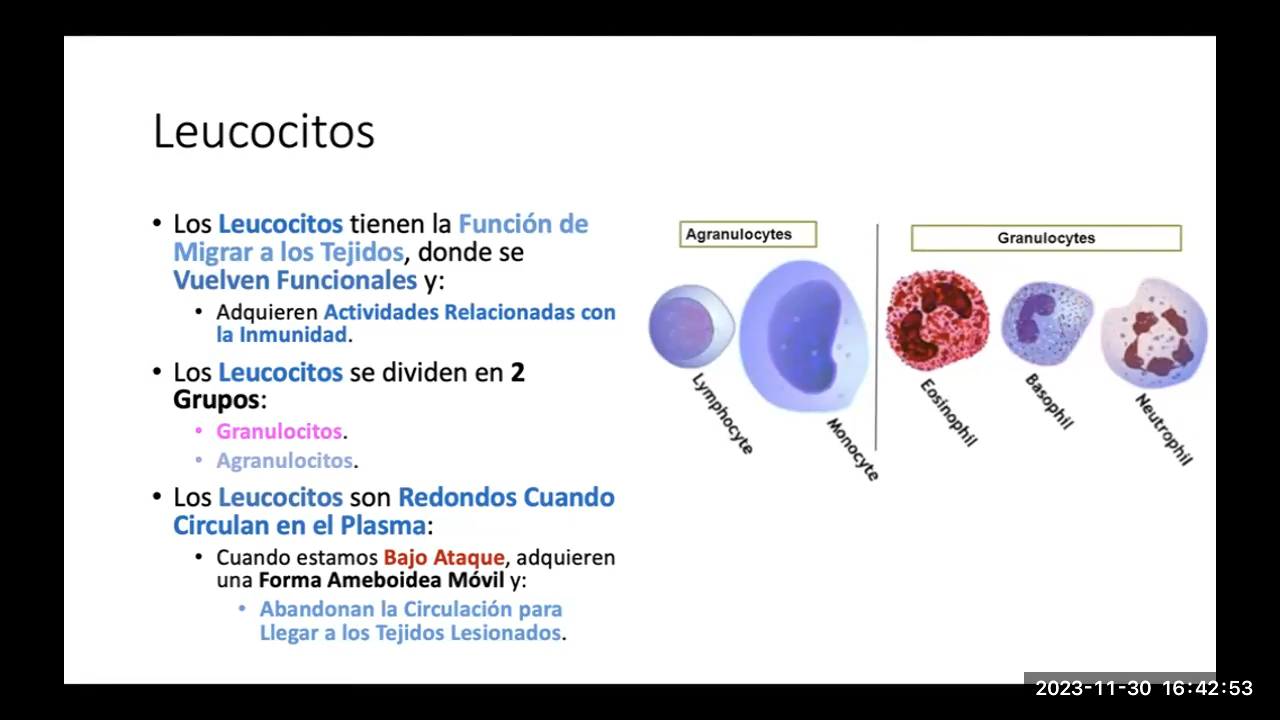 Leucocitos
• Los Leucocitos tienen la Función de
Migrar a los Tejidos, donde se
Vuelven Funcionales y:
• Adquieren Actividades Relacionadas con
la Inmunidad.
• Los Leucocitos se dividen en 2
Grupos:
• Granulocitos.
• Agranulocitos.
• Los Leucocitos son Redondos Cuando
Circulan en el Plasma:
• Cuando estamos Bajo Ataque, adquieren
una Forma Ameboidea Móvil y:
• Abandonan la Circulación para
Llegar a los Tejidos Lesionados.
Agranulocytes
Granulocytes
Lymphocyte
Monocyte
Eosinophil
Basophil
Neutrophil
2023-11-30 16:42:53